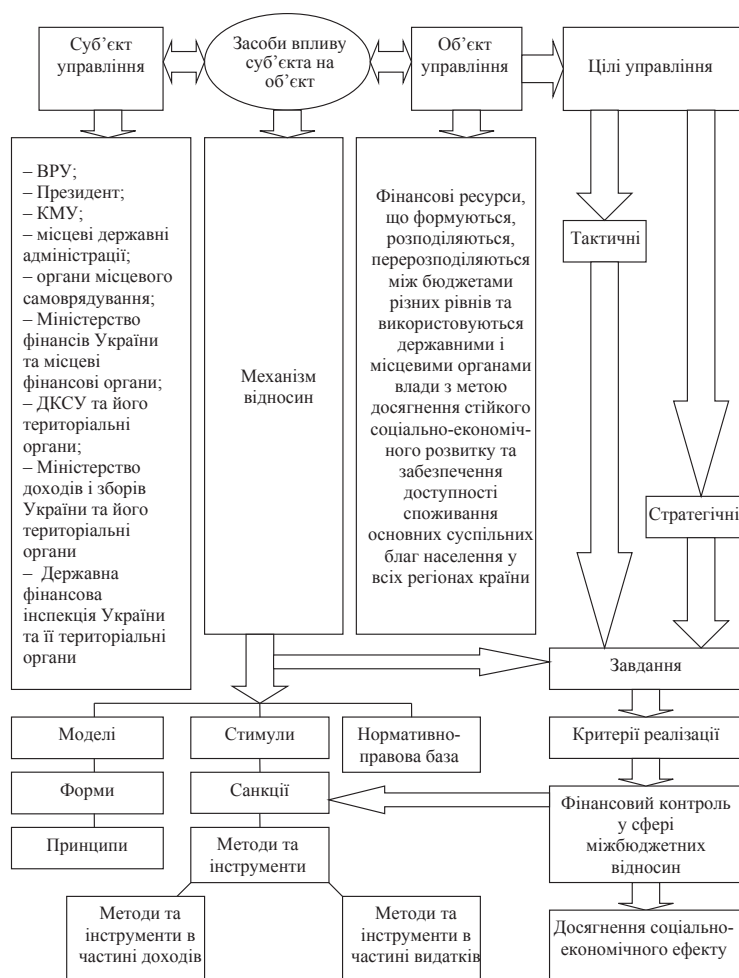 Суб’єкт
управління
Засоби впливу
суб’єкта на
об’єкт
Об’єкт
управління
Цілі управління
– ВРУ;
– Президент;
– КМУ;
– місцеві державні
адміністрації;
– органи місцевого
самоврядування;
– Міністерство
фінансів України
та місцеві
фінансові органи;
– ДКСУ та його
територіальні
органи;
– Міністерство
доходів і зборів
України та його
територіальні
органи
– Державна
фінансова
інспекція України
та її територіальні
органи
Механізм
відносин
Фінансові ресурси,
що формуються,
розподіляються,
перерозподіляються
між бюджетами
різних рівнів та
використовуються
державними і
місцевими органами
влади з метою
досягнення стійкого
соціально-економіч-
ного розвитку та
забезпечення
доступності
споживання
основних суспільних
благ населення у
всіх регіонах країни
Тактичні
Стратегічні
Завдання
Моделі
Стимули
Нормативно-
правова база
Критерії реалізації
Форми
Санкції
Фінансовий контроль
у сфері
міжбюджетних
відносин
Принципи
Методи та
інструменти
Методи та
інструменти в
частині доходів
Методи та
інструменти в
частині видатків
Досягнення соціально-
економічного ефекту